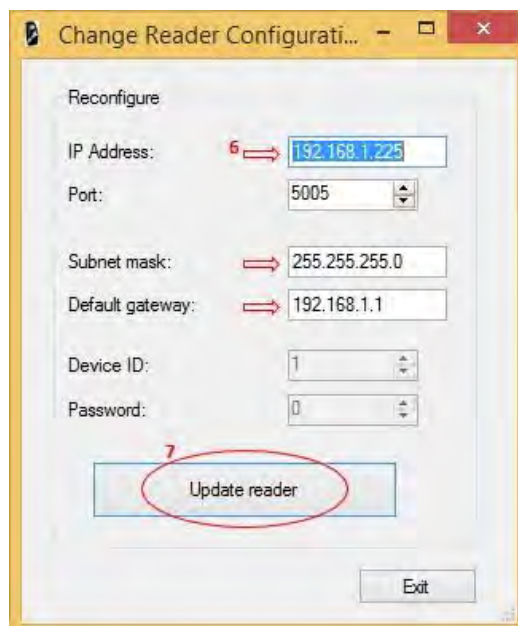 Change Reader Configurati...
Reconfigure
IP Address: 6 192.168.1.225
Port: 5005
Subnet mask: 255.255.255.0
Default gateway: 192.168.1.1
Device ID: 1
Password: 0
7
Update reader
Exit